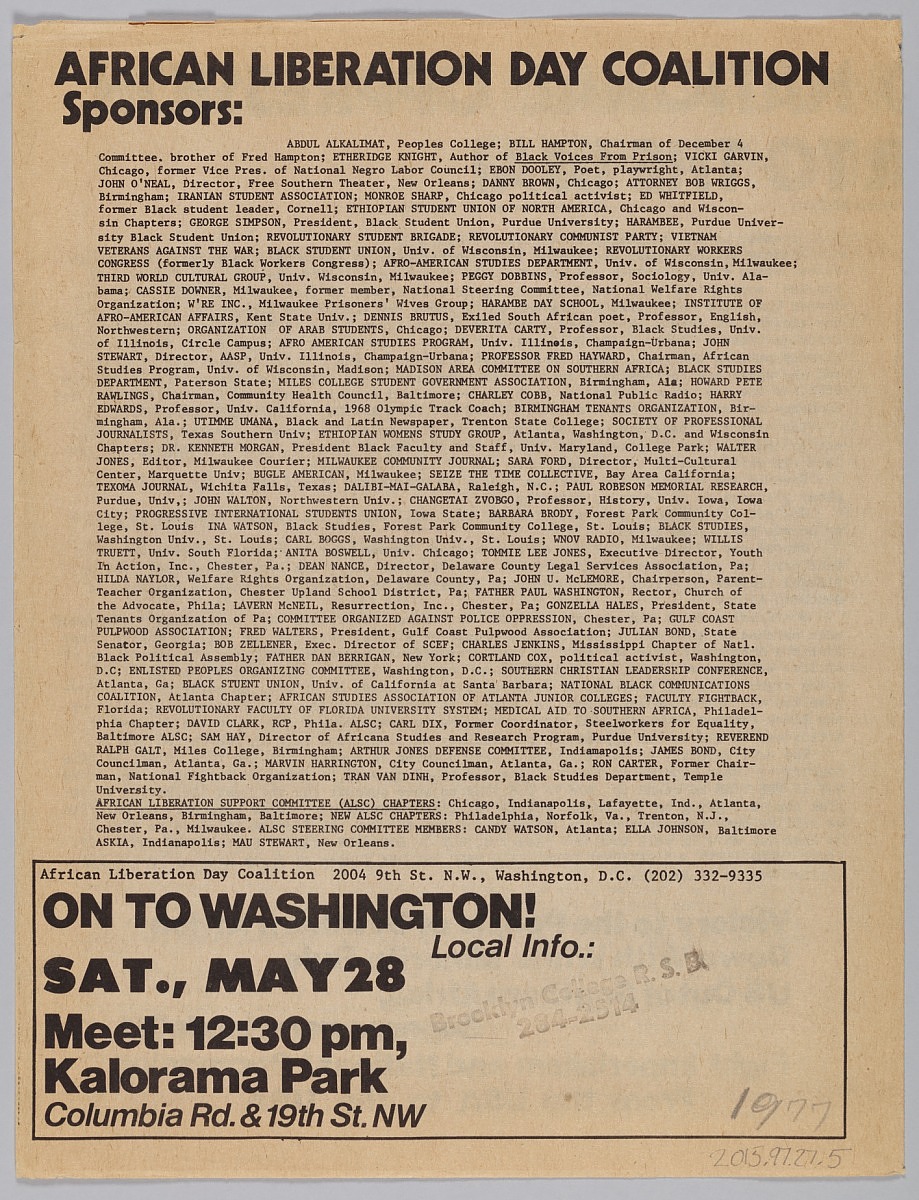 AFRICAN LIBERATION DAY COALITION
Sponsors:
ABDUL ALKALIMAT, Peoples College; BILL HAMPTON, Chairman of December 4
Committee. brother of Fred Hampton; ETHERIDGE KNIGHT, Author of Black Voices From Prison; VICKI GARVIN,
Chicago, former Vice Pres. of National Negro Labor Council; EBON DOOLEY, Poet, playwright, Atlanta;
JOHN O'NEAL, Director, Free Southern Theater, New Orleans; DANNY BROWN, Chicago; ATTORNEY BOB WRIGGS,
Birmingham; IRANIAN STUDENT ASSOCIATION; MONROE SHARP, Chicago political activist; ED WHITFIELD,
former Black student leader, Cornell; ETHIOPIAN STUDENT UNION OF NORTH AMERICA, Chicago and Wiscon-
sin Chapters; GEORGE SIMPSON, President, Black Student Union, Purdue University; HARAMBEE, Purdue Univer-
sity Black Student Union; REVOLUTIONARY STUDENT BRIGADE; REVOLUTIONARY COMMUNIST PARTY; VIETNAM
VETERANS AGAINST THE WAR; BLACK STUDENT UNION, Univ. of Wisconsin, Milwaukee; REVOLUTIONARY WORKERS
CONGRESS (formerly Black Workers Congress); AFRO-AMERICAN STUDIES DEPARTMENT, Univ. of Wisconsin, Milwaukee;
THIRD WORLD CULTURAL GROUP, Univ. Wisconsin, Milwaukee; PEGGY DOBBINS, Professor, Sociology, Univ. Ala-
bama; CASSIE DOWNER, Milwaukee, former member, National Steering Committee, National Welfare Rights
Organization; W'RE INC., Milwaukee Prisoners' Wives Group; HARAMBE DAY SCHOOL, Milwaukee; INSTITUTE OF
AFRO-AMERICAN AFFAIRS, Kent State Univ.; DENNIS BRUTUS, Exiled South African poet, Professor, English,
Northwestern; ORGANIZATION OF ARAB STUDENTS, Chicago; DEVERITA CARTY, Professor, Black Studies, Univ.
of Illinois, Circle Campus; AFRO AMERICAN STUDIES PROGRAM, Univ. Illinois, Champaign-Urbana; JOHN
STEWART, Director, AASP, Univ. Illinois, Champaign-Urbana; PROFESSOR FRED HAYWARD, Chairman, African
Studies Program, Univ. of Wisconsin, Madison; MADISON AREA COMMITTEE ON SOUTHERN AFRICA; BLACK STUDIES
DEPARTMENT, Paterson State; MILES COLLEGE STUDENT GOVERNMENT ASSOCIATION, Birmingham, Ala; HOWARD PETE
RAWLINGS, Chairman, Community Health Council, Baltimore; CHARLEY COBB, National Public Radio; HARRY
EDWARDS, Professor, Univ. California, 1968 Olympic Track Coach; BIRMINGHAM TENANTS ORGANIZATION, Bir-
mingham, Ala.; UTIMME UMANA, Black and Latin Newspaper, Trenton State College; SOCIETY OF PROFESSIONAL
JOURNALISTS, Texas Southern Univ; ETHIOPIAN WOMENS STUDY GROUP, Atlanta, Washington, D.C. and Wisconsin
Chapters; DR. KENNETH MORGAN, President Black Faculty and Staff, Univ. Maryland, College Park; WALTER
JONES, Editor, Milwaukee Courier; MILWAUKEE COMMUNITY JOURNAL; SARA FORD, Director, Multi-Cultural
Center, Marquette Univ; BUGLE AMERICAN, Milwaukee; SEIZE THE TIME COLLECTIVE, Bay Area California;
TEXOMA JOURNAL, Wichita Falls, Texas; DALIBI-MAI-GALABA, Raleigh, N.C.; PAUL ROBESON MEMORIAL RESEARCH,
Purdue, Univ,; JOHN WALTON, Northwestern Univ.; CHANGETAI ZVOBGO, Professor, History, Univ. Iowa, Iowa
City; PROGRESSIVE INTERNATIONAL STUDENTS UNION, Iowa State; BARBARA BRODY, Forest Park Community Col-
lege, St. Louis INA WATSON, Black Studies, Forest Park Community College, St. Louis; BLACK STUDIES,
Washington Univ., St. Louis; CARL BOGGS, Washington Univ., St. Louis; WNOV RADIO, Milwaukee; WILLIS
TRUETT, Univ. South Florida; ANITA BOSWELL, Univ. Chicago; TOMMIE LEE JONES, Executive Director, Youth
In Action, Inc., Chester, Pa.; DEAN NANCE, Director, Delaware County Legal Services Association, Pa;
HILDA NAYLOR, Welfare Rights Organization, Delaware County, Pa; JOHN U. McLEMORE, Chairperson, Parent-
Teacher Organization, Chester Upland School District, Pa; FATHER PAUL WASHINGTON, Rector, Church of
the Advocate, Phila; LAVERN McNEIL, Resurrection, Inc., Chester, Pa; GONZELLA HALES, President, State
Tenants Organization of Pa; COMMITTEE ORGANIZED AGAINST POLICE OPPRESSION, Chester, Pa; GULF COAST
PULPWOOD ASSOCIATION; FRED WALTERS, President, Gulf Coast Pulpwood Association; JULIAN BOND, State
Senator, Georgia; BOB ZELLENER, Exec. Director of SCEF; CHARLES JENKINS, Mississippi Chapter of Natl.
Black Political Assembly; FATHER DAN BERRIGAN, New York; CORTLAND COX, political activist, Washington,
D.C; ENLISTED PEOPLES ORGANIZING COMMITTEE, Washington, D.C.; SOUTHERN CHRISTIAN LEADERSHIP CONFERENCE,
Atlanta, Ga; BLACK STUENT UNION, Univ. of California at Santa Barbara; NATIONAL BLACK COMMUNICATIONS
COALITION, Atlanta Chapter; AFRICAN STUDIES ASSOCIATION OF ATLANTA JUNIOR COLLEGES; FACULTY FIGHTBACK,
Florida; REVOLUTIONARY FACULTY OF FLORIDA UNIVERSITY SYSTEM; MEDICAL AID TO SOUTHERN AFRICA, Philadel-
phia Chapter; DAVID CLARK, RCP, Phila. ALSC; CARL DIX, Former Coordinator, Steelworkers for Equality,
Baltimore ALSC; SAM HAY, Director of Africana Studies and Research Program, Purdue University; REVEREND
RALPH GALT, Miles College, Birmingham; ARTHUR JONES DEFENSE COMMITTEE, Indiamapolis; JAMES BOND, City
Councilman, Atlanta, Ga.; MARVIN HARRINGTON, City Councilman, Atlanta, Ga.; RON CARTER, Former Chair-
man, National Fightback Organization; TRAN VAN DINH, Professor, Black Studies Department, Temple
University.
AFRICAN LIBERATION SUPPORT COMMITTEE (ALSC) CHAPTERS: Chicago, Indianapolis, Lafayette, Ind., Atlanta,
New Orleans, Birmingham, Baltimore; NEW ALSC CHAPTERS: Philadelphia, Norfolk, Va., Trenton, N.J.,
Chester, Pa., Milwaukee. ALSC STEERING COMMITTEE MEMBERS: CANDY WATSON, Atlanta; ELLA JOHNSON, Baltimore
ASKIA, Indianapolis; MAU STEWART, New Orleans.
African Liberation Day Coalition 2004 9th St. N.W., Washington, D.C. (202) 332-9335
ON TO WASHINGTON!
Local Info.:
SAT., MAY 28
Brooklyn College R. S. B.
284-2514
Meet: 12:30 pm,
Kalorama Park
Columbia Rd. & 19th St. NW
1977
2015.97.27.5